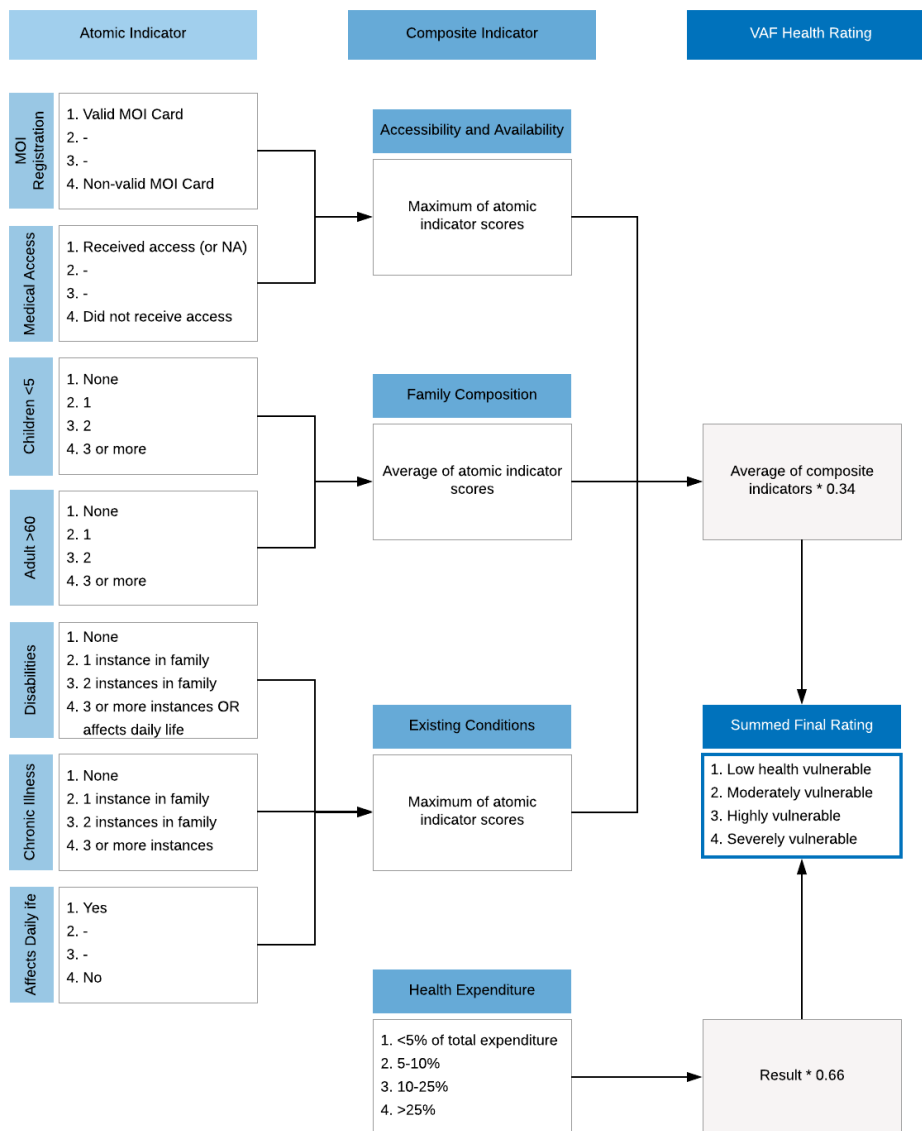 Atomic Indicator
Composite Indicator
VAF Health Rating
MOI
Registration
1. Valid MOI Card
2. -
3. -
4. Non-valid MOI Card
Accessibility and Availability
Maximum of atomic
indicator scores
Medical Access
1. Received access (or NA)
2. -
3. -
4. Did not receive access
Children <5
1. None
2. 1
3. 2
4. 3 or more
Family Composition
Average of atomic indicator
scores
Average of composite
indicators * 0.34
Adult >60
1. None
2. 1
3. 2
4. 3 or more
Disabilities
1. None
2. 1 instance in family
3. 2 instances in family
4. 3 or more instances OR
affects daily life
Existing Conditions
Maximum of atomic
indicator scores
Summed Final Rating
1. Low health vulnerable
2. Moderately vulnerable
3. Highly vulnerable
4. Severely vulnerable
Chronic Illness
1. None
2. 1 instance in family
3. 2 instances in family
4. 3 or more instances
Affects Daily ife
1. Yes
2. -
3. -
4. No
Health Expenditure
1. <5% of total expenditure
2. 5-10%
3. 10-25%
4. >25%
Result * 0.66